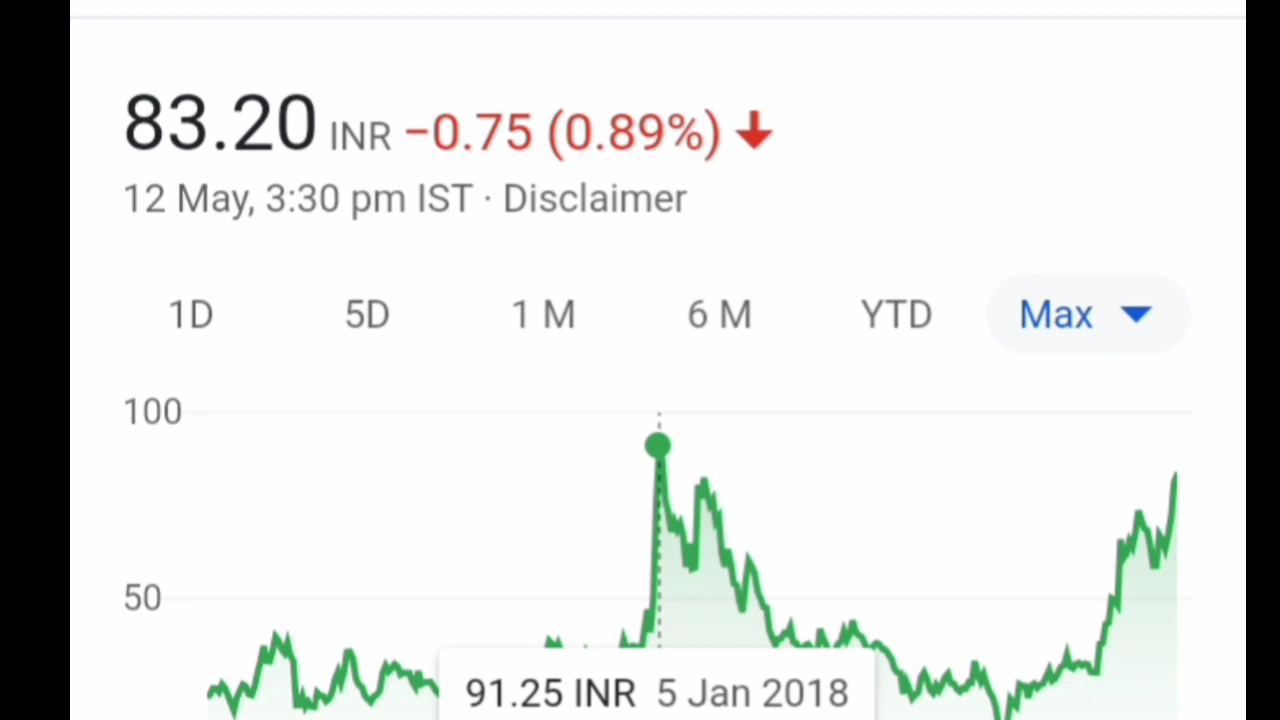 83.20 INR −0.75 (0.89%)
12 May, 3:30 pm IST · Disclaimer
1D 5D 1 M 6 M YTD Max
100
50
91.25 INR 5 Jan 2018